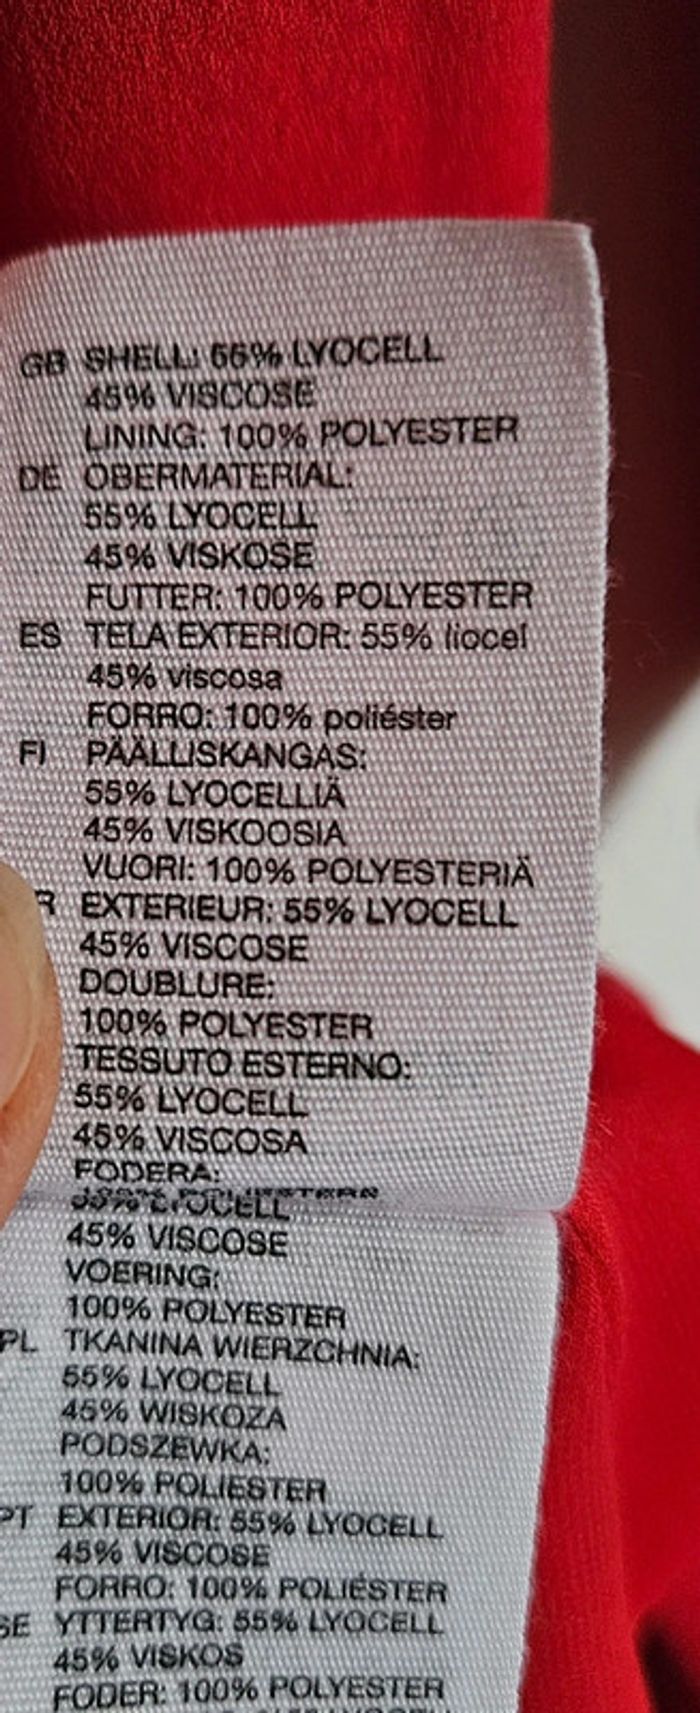 GB SHELL: 55% LYOCELL
45% VISCOSE
LINING: 100% POLYESTER
DE OBERMATERIAL:
55% LYOCELL
45% VISKOSE
FUTTER: 100% POLYESTER
ES TELA EXTERIOR: 55% liocel
45% viscosa
FORRO: 100% poliéster
FI PÄÄLLISKANGAS:
55% LYOCELLIÄ
45% VISKOOSIA
VUORI: 100% POLYESTERIÄ
R EXTERIEUR: 55% LYOCELL
45% VISCOSE
DOUBLURE:
100% POLYESTER
TESSUTO ESTERNO:
55% LYOCELL
45% VISCOSA
FODERA:
55% LYOCELL
45% VISCOSE
VOERING:
100% POLYESTER
PL TKANINA WIERZCHNIA:
55% LYOCELL
45% WISKOZA
PODSZEWKA:
100% POLIESTER
PT EXTERIOR: 55% LYOCELL
45% VISCOSE
FORRO: 100% POLIÉSTER
SE YTTERTYG: 55% LYOCELL
45% VISKOS
FODER: 100% POLYESTER